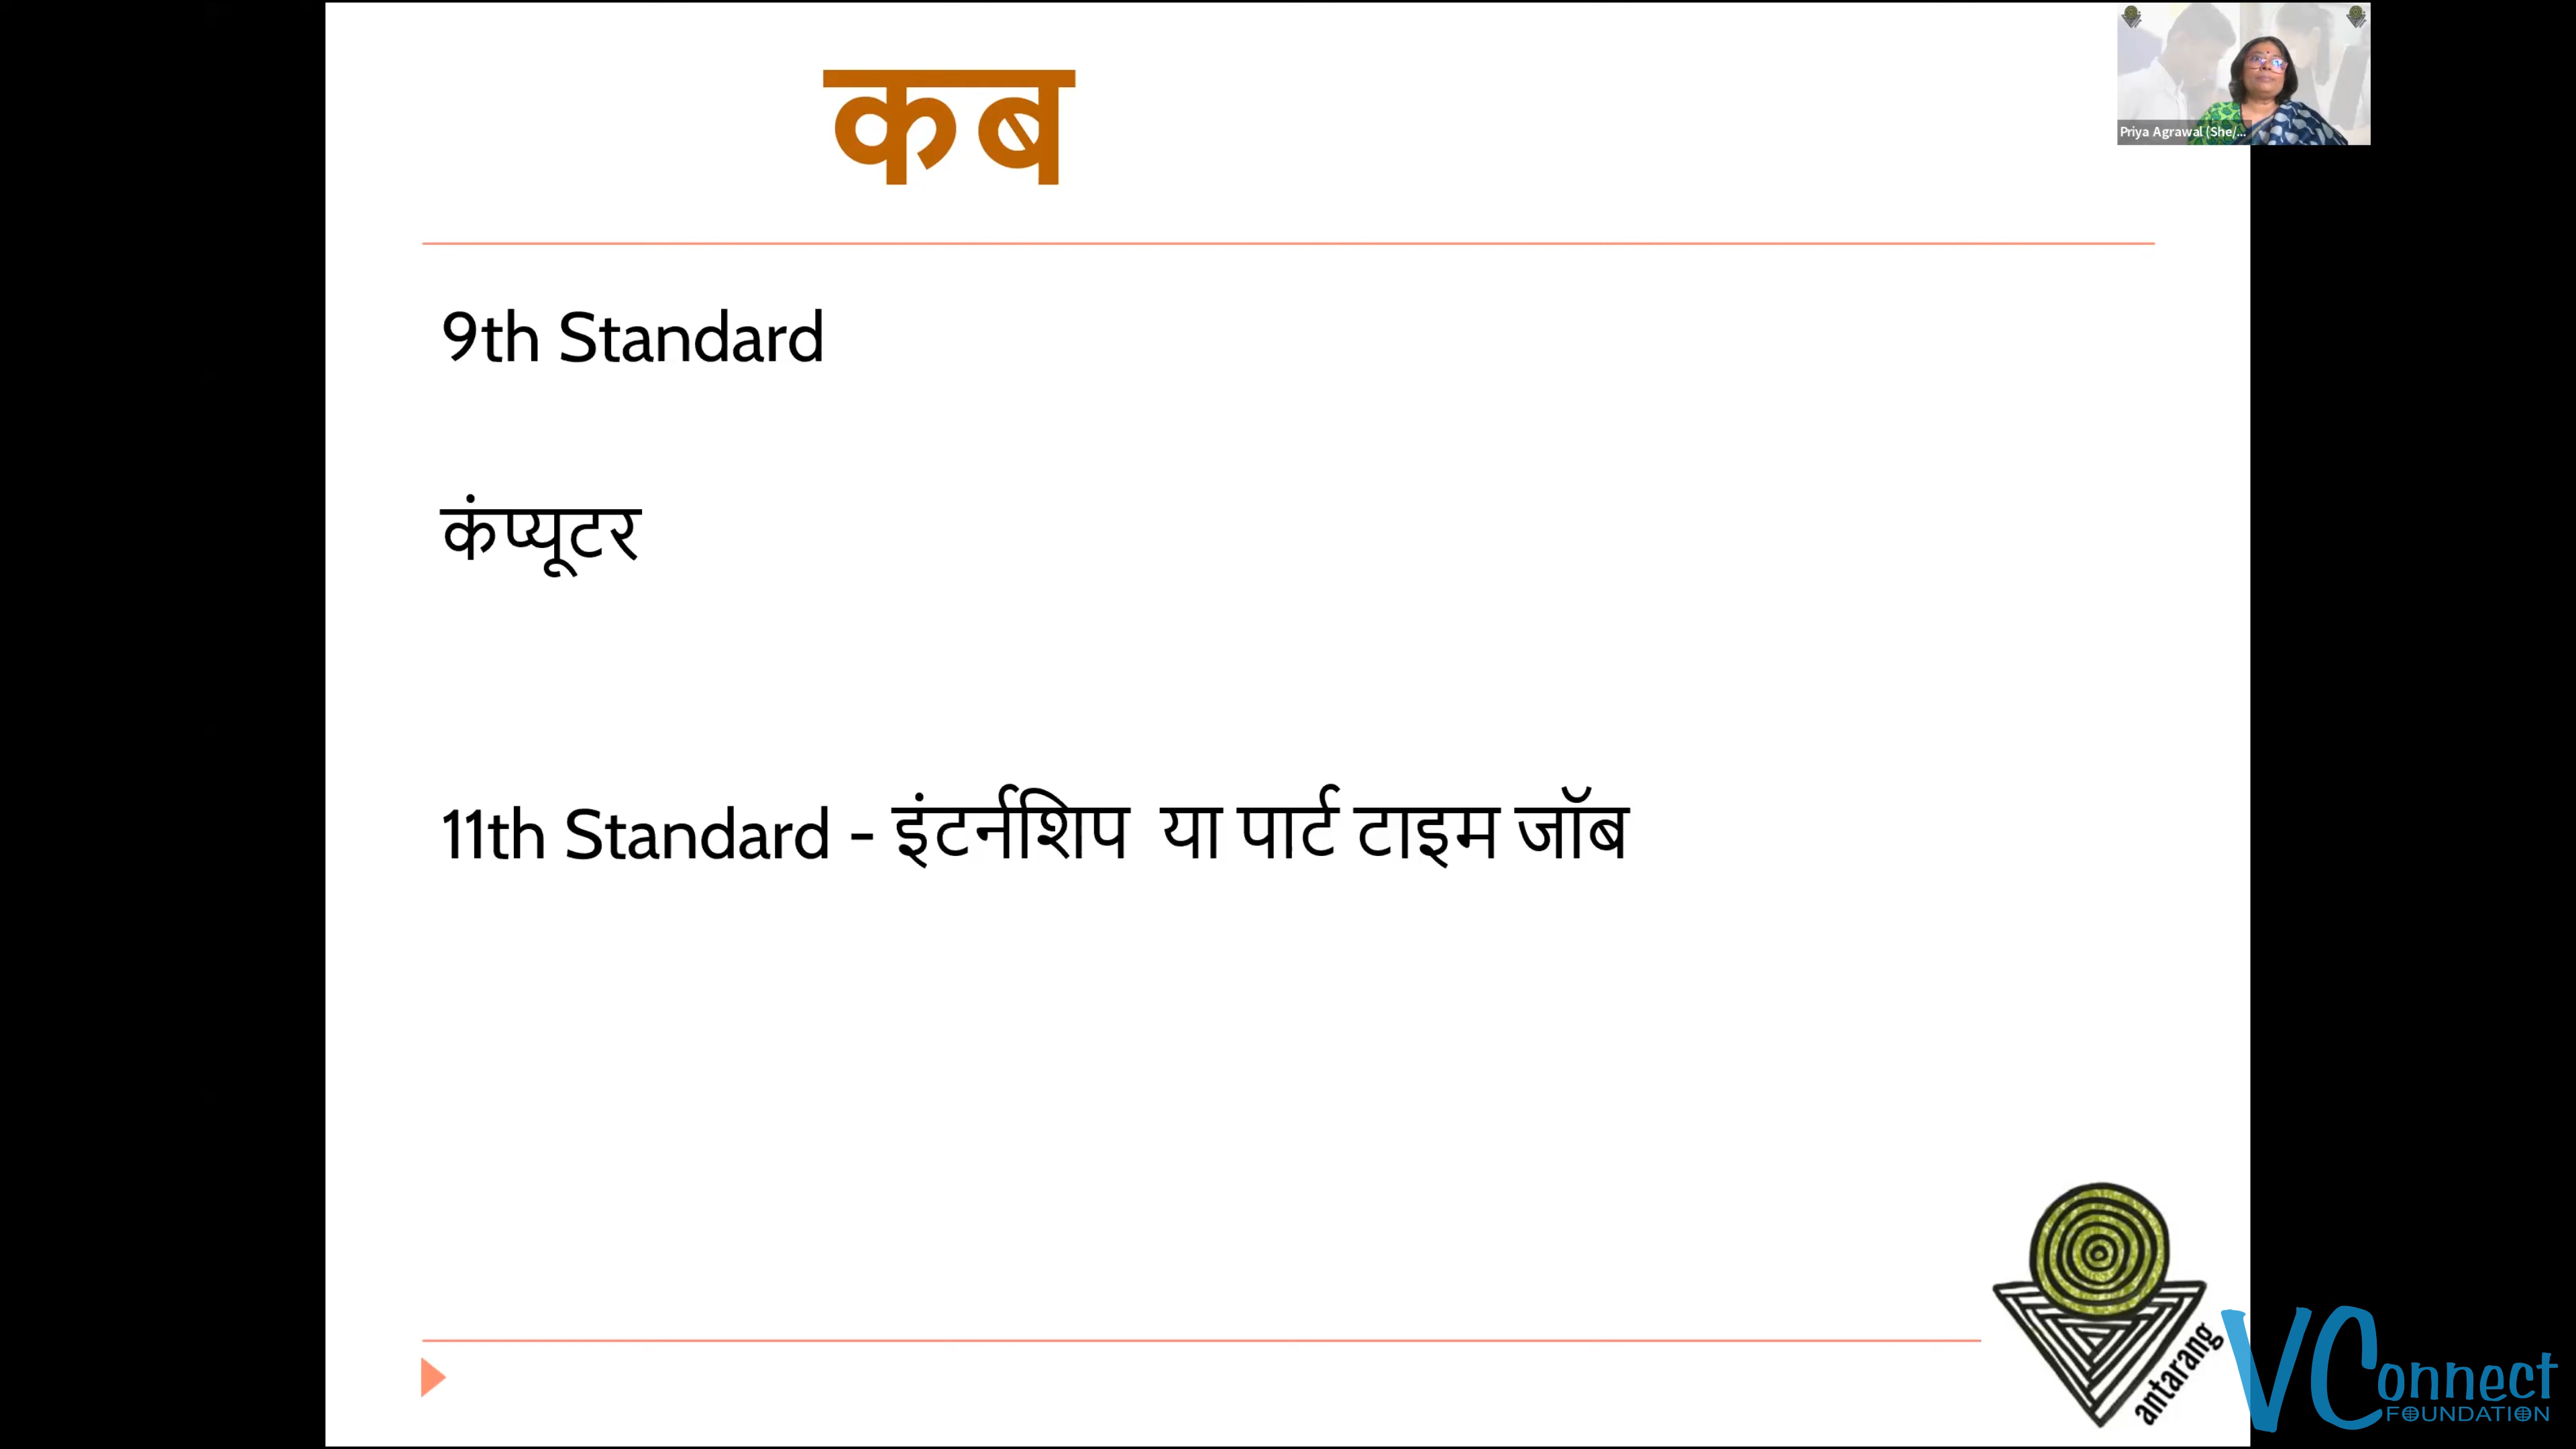 कब
Priya Agrawal (She/...
9th Standard
कंप्यूटर
11th Standard - इंटर्नशिप या पार्ट टाइम जॉब
antarang
VConnect
FOUNDATION